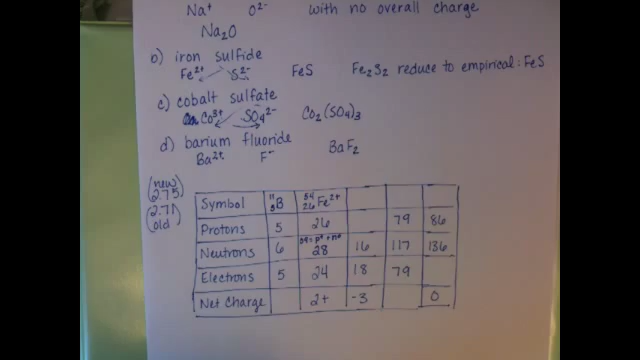 Na⁺ O²⁻ with no overall charge
Na₂O
b) iron sulfide
Fe²⁺ S²⁻ FeS Fe₂S₂ reduce to empirical: FeS
c) cobalt sulfate
Co³⁺ SO₄²⁻ Co₂(SO₄)₃
d) barium fluoride
Ba²⁺ F⁻ BaF₂
(new)
2.75
(2.71
old)
Symbol ¹¹₅B ⁵⁴₂₆Fe²⁺
Protons 5 26 79 86
Neutrons 6 54=p⁺+n⁰ 28 16 117 136
Electrons 5 24 18 79
Net Charge 2+ -3 0